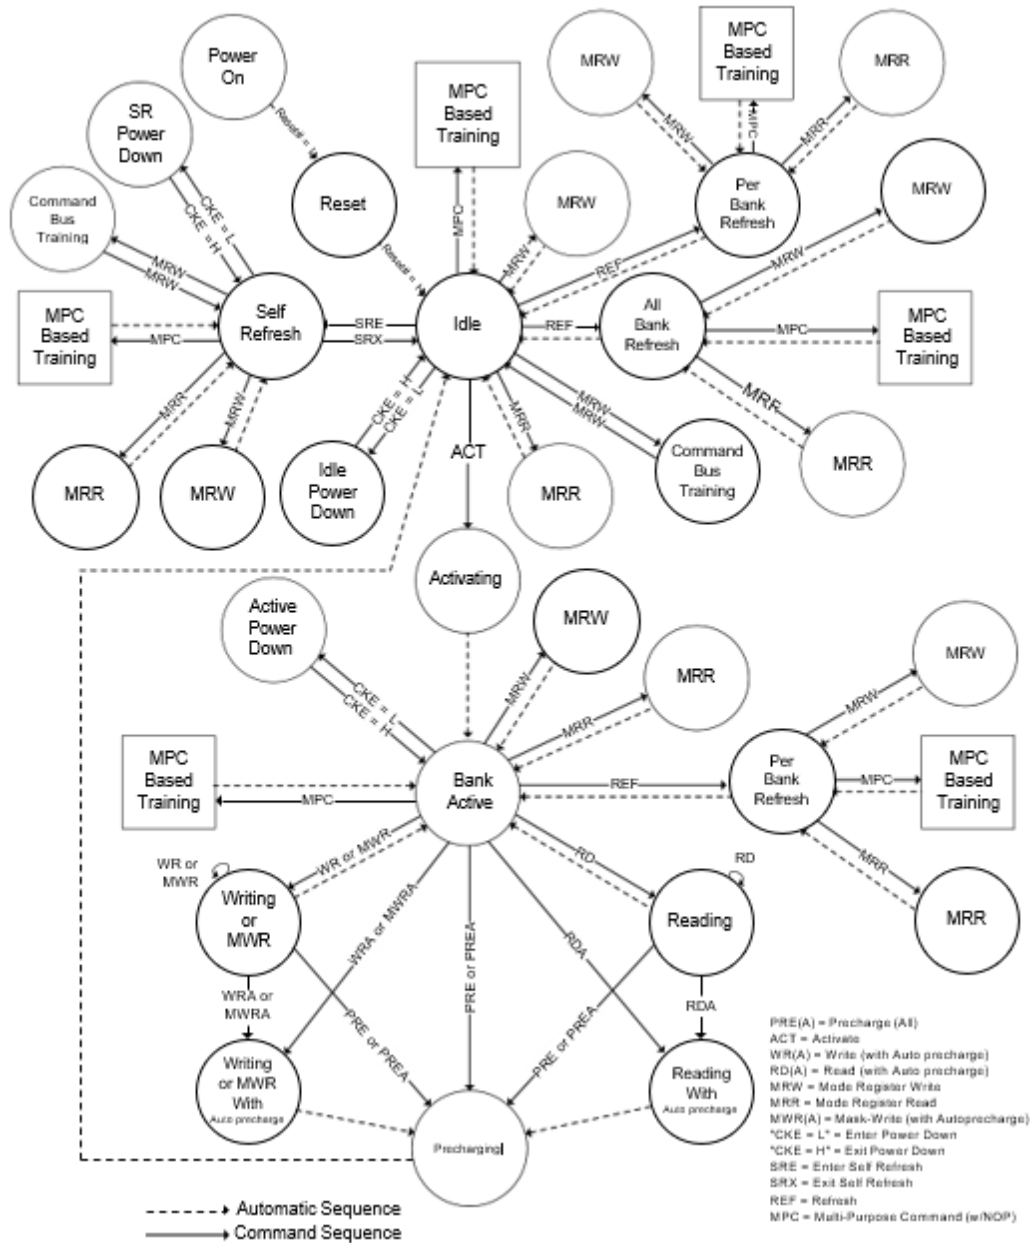 Power
On
MRW
MPC
Based
Training
MRR
SR
Power
Down
MPC
Based
Training
MRW
MPC
MRR
Reset
MRW
Per
Bank
Refresh
MRW
Command
Bus
Training
CKE = L
CKE = H
MPC
MRW
REF
MRW
MRW
MRW
MPC
Based
Training
Self
Refresh
SRE
SRX
Idle
REF
All
Bank
Refresh
MPC
MPC
Based
Training
MPC
MRR
MRW
CKE = H
CKE = L
MRR
MRW
MRW
ACT
MRR
MRW
Idle
Power
Down
MRR
Command
Bus
Training
MRR
Activating
Active
Power
Down
MRW
MRR
MRW
CKE = L
CKE = H
MRW
MRR
MRW
MPC
Based
Training
MPC
Bank
Active
REF
Per
Bank
Refresh
MPC
MPC
Based
Training
WR or
MWR
WR or MWR
RD
RD
MRR
Writing
or
MWR
WRA or MWRA
PRE or PREA
RDA
Reading
MRR
WRA or
MWRA
PRE or PREA
PRE or PREA
RDA
Writing
or MWR
With
Auto precharge
Reading
With
Auto precharge
Precharging
PRE(A) = Precharge (All)
ACT = Activate
WR(A) = Write (with Auto precharge)
RD(A) = Read (with Auto precharge)
MRW = Mode Register Write
MRR = Mode Register Read
MWR(A) = Mask-Write (with Autoprecharge)
"CKE = L" = Enter Power Down
"CKE = H" = Exit Power Down
SRE = Enter Self Refresh
SRX = Exit Self Refresh
REF = Refresh
MPC = Multi-Purpose Command (w/NOP)
Automatic Sequence
Command Sequence